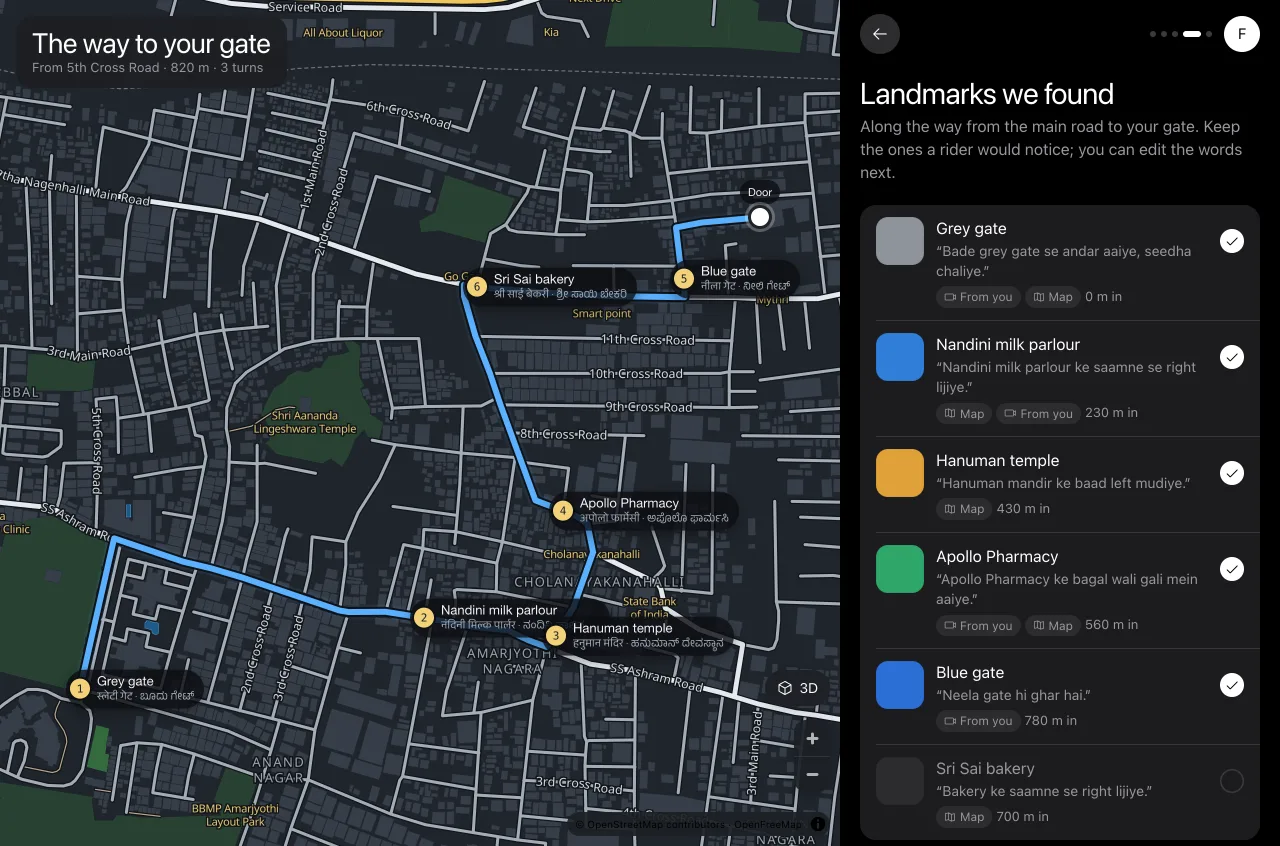 Service Road
Next Drive
All About Liquor
Kia
The way to your gate
From 5th Cross Road · 820 m · 3 turns
6th Cross Road
1st Main Road
2nd Cross Road
Nagenhalli Main Road
Door
Go
6
Sri Sai bakery
श्री साई बेकरी · ಶ್ರೀ ಸಾಯಿ ಬೇಕರಿ
5
Blue gate
नीला गेट · ನೀಲಿ ಗೇಟ್
Smart point
11th Cross Road
3rd Main Road
10th Cross Road
9th Cross Road
8th Cross Road
BBAL
5th Cross Road
Shri Aananda
Lingeshwara Temple
a
Clinic
SS Ashram
4
Apollo Pharmacy
अपोलो फार्मेसी · ಅಪೊಲೊ ಫಾರ್ಮಸಿ
CHOLANAYAKANAHALLI
State Bank
of India
2
Nandini milk parlour
नंदिनी मिल्क पार्लर
3
Hanuman temple
हनुमान मंदिर · ಹನುಮಾನ್ ದೇವಸ್ಥಾನ
AMARJYOTHI
NAGARA
SS Ashram Road
1
Grey gate
स्लेटी गेट · ಬೂದು ಗೇಟ್
2nd Cross Road
3rd Cross Road
3D
+
−
3rd Main Road
ANAND
NAGAR
3rd Cross Road
BBMP Amarjyothi
Layout Park
© OpenStreetMap contributors OpenFreeMap
NAGARA
F
Landmarks we found
Along the way from the main road to your gate. Keep
the ones a rider would notice; you can edit the words
next.
Grey gate
“Bade grey gate se andar aaiye, seedha
chaliye.”
From you Map 0 m in
Nandini milk parlour
“Nandini milk parlour ke saamne se right
lijiye.”
Map From you 230 m in
Hanuman temple
“Hanuman mandir ke baad left mudiye.”
Map 430 m in
Apollo Pharmacy
“Apollo Pharmacy ke bagal wali gali mein
aaiye.”
From you Map 560 m in
Blue gate
“Neela gate hi ghar hai.”
From you 780 m in
Sri Sai bakery
“Bakery ke saamne se right lijiye.”
Map 700 m in